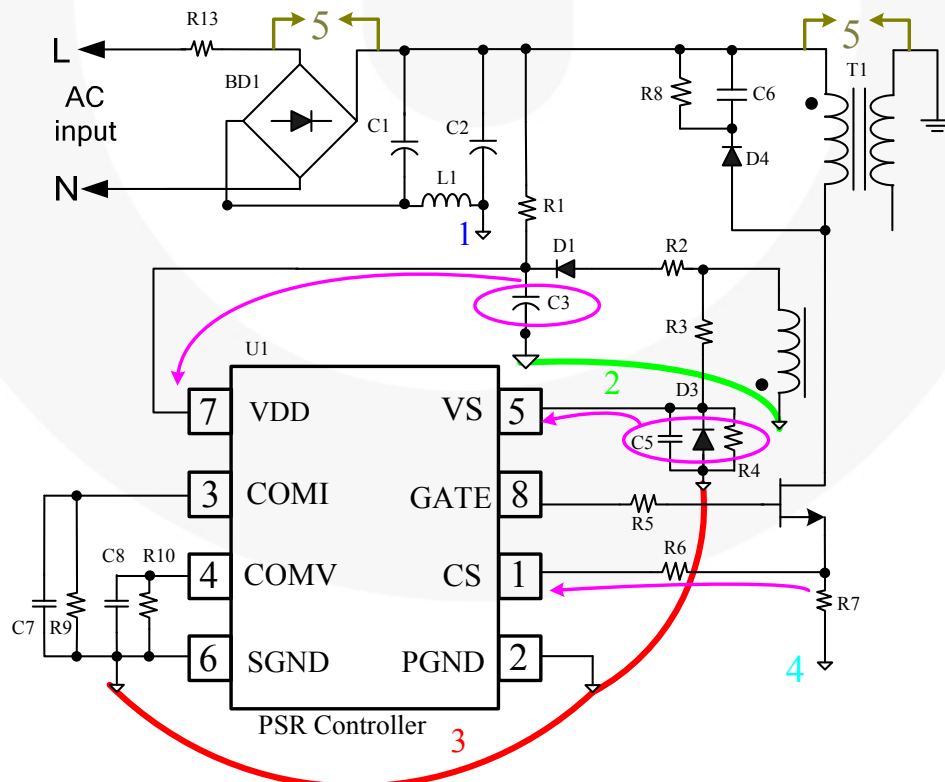 R13
5
5
L
T1
AC
input
BD1
R8
C6
C1
C2
D4
L1
N
R1
1
D1
R2
C3
R3
U1
2
D3
7
VDD
VS
5
C5
R4
3
COMI
GATE
8
R5
C8
R10
4
COMV
CS
1
R6
R7
C7
R9
6
SGND
PGND
2
4
PSR Controller
3